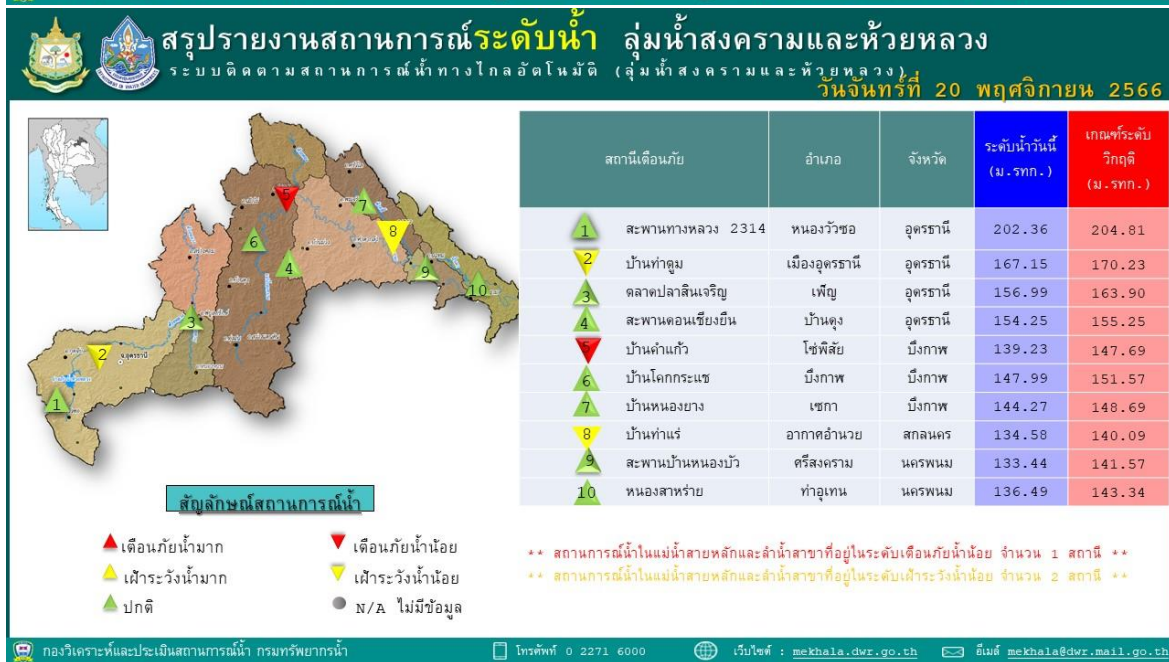 สรุปรายงานสถานการณ์ระดับน้ำ ลุ่มน้ำสงครามและห้วยหลวง
ระบบติดตามสถานการณ์น้ำทางไกลอัตโนมัติ (ลุ่มน้ำสงครามและห้วยหลวง)
วันจันทร์ที่ 20 พฤศจิกายน 2566
สถานีเตือนภัย อำเภอ จังหวัด ระดับน้ำวันนี้ (ม.รทก.) เกณฑ์ระดับวิกฤติ (ม.รทก.)
1 สะพานทางหลวง 2314 หนองวัวซอ อุดรธานี 202.36 204.81
2 บ้านท่าตูม เมืองอุดรธานี อุดรธานี 167.15 170.23
3 ตลาดปลาสินเจริญ เพ็ญ อุดรธานี 156.99 163.90
4 สะพานดอนเชียงยืน บ้านดุง อุดรธานี 154.25 155.25
5 บ้านคำแก้ว โซ่พิสัย บึงกาฬ 139.23 147.69
6 บ้านโคกกระแซ บึงกาฬ บึงกาฬ 147.99 151.57
7 บ้านหนองยาง เซกา บึงกาฬ 144.27 148.69
8 บ้านท่าแร่ อากาศอำนวย สกลนคร 134.58 140.09
9 สะพานบ้านหนองบัว ศรีสงคราม นครพนม 133.44 141.57
10 หนองสาหร่าย ท่าอุเทน นครพนม 136.49 143.34
5
7
8
6
4
9
10
3
2
จ.อุดรธานี
1
สัญลักษณ์สถานการณ์น้ำ
เตือนภัยน้ำมาก เตือนภัยน้ำน้อย
เฝ้าระวังน้ำมาก เฝ้าระวังน้ำน้อย
ปกติ N/A ไม่มีข้อมูล
** สถานการณ์น้ำในแม่น้ำสายหลักและลำน้ำสาขาที่อยู่ในระดับเตือนภัยน้ำน้อย จำนวน 1 สถานี **
** สถานการณ์น้ำในแม่น้ำสายหลักและลำน้ำสาขาที่อยู่ในระดับเฝ้าระวังน้ำน้อย จำนวน 2 สถานี **
กองวิเคราะห์และประเมินสถานการณ์น้ำ กรมทรัพยากรน้ำ โทรศัพท์ 0 2271 6000 เว็บไซต์ : mekhala.dwr.go.th อีเมล์ mekhala@dwr.mail.go.th